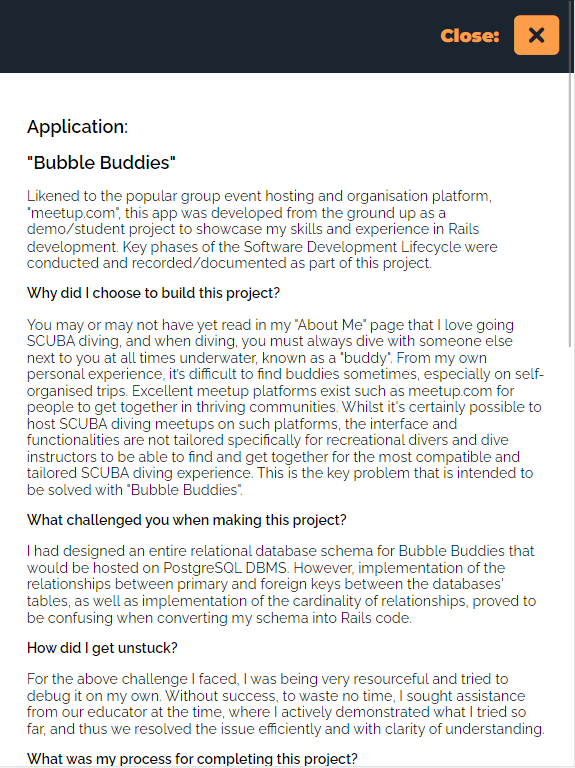 Close:
Application:
"Bubble Buddies"
Likened to the popular group event hosting and organisation platform,
"meetup.com", this app was developed from the ground up as a
demo/student project to showcase my skills and experience in Rails
development. Key phases of the Software Development Lifecycle were
conducted and recorded/documented as part of this project.
Why did I choose to build this project?
You may or may not have yet read in my "About Me" page that I love going
SCUBA diving, and when diving, you must always dive with someone else
next to you at all times underwater, known as a "buddy". From my own
personal experience, it's difficult to find buddies sometimes, especially on self-
organised trips. Excellent meetup platforms exist such as meetup.com for
people to get together in thriving communities. Whilst it's certainly possible to
host SCUBA diving meetups on such platforms, the interface and
functionalities are not tailored specifically for recreational divers and dive
instructors to be able to find and get together for the most compatible and
tailored SCUBA diving experience. This is the key problem that is intended to
be solved with "Bubble Buddies".
What challenged you when making this project?
I had designed an entire relational database schema for Bubble Buddies that
would be hosted on PostgreSQL DBMS. However, implementation of the
relationships between primary and foreign keys between the databases'
tables, as well as implementation of the cardinality of relationships, proved to
be confusing when converting my schema into Rails code.
How did I get unstuck?
For the above challenge I faced, I was being very resourceful and tried to
debug it on my own. Without success, to waste no time, I sought assistance
from our educator at the time, where I actively demonstrated what I tried so
far, and thus we resolved the issue efficiently and with clarity of understanding.
What was my process for completing this project?